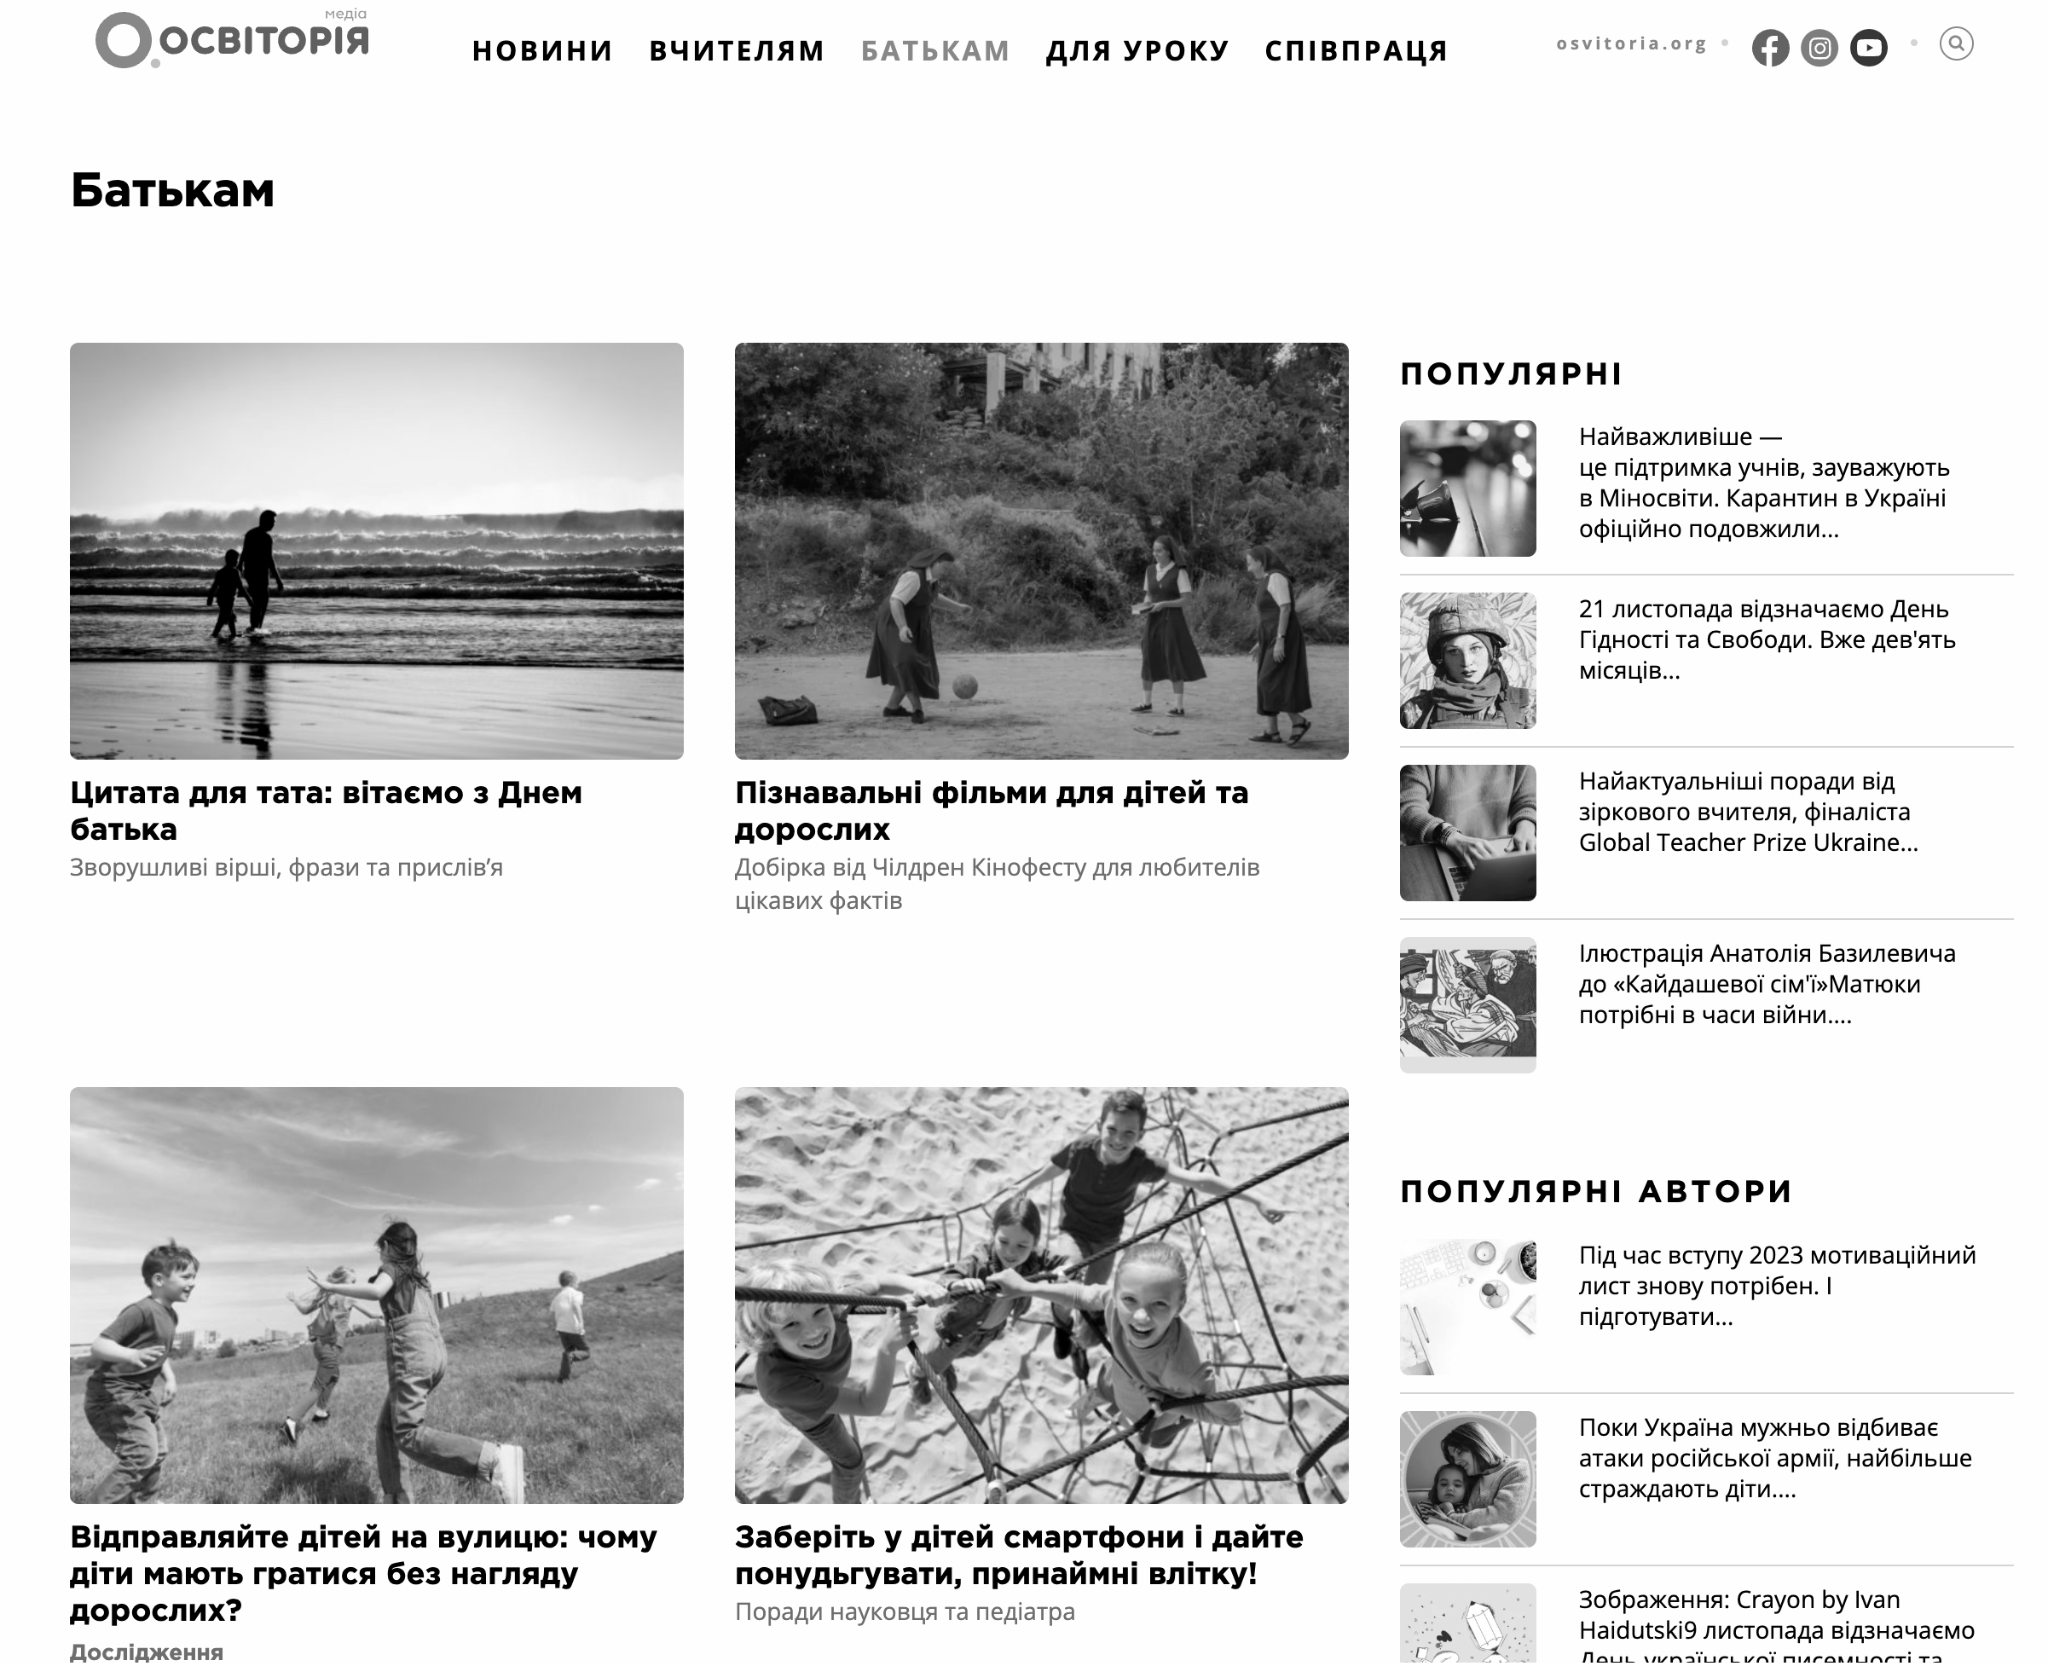 медіа
ОСВІТОРІЯ
НОВИНИ ВЧИТЕЛЯМ БАТЬКАМ ДЛЯ УРОКУ СПІВПРАЦЯ
osvitoria.org
Батькам
Цитата для тата: вітаємо з Днем
батька
Зворушливі вірші, фрази та прислів’я
Пізнавальні фільми для дітей та
дорослих
Добірка від Чілдрен Кінофесту для любителів
цікавих фактів
Відправляйте дітей на вулицю: чому
діти мають гратися без нагляду
дорослих?
Дослідження
Заберіть у дітей смартфони і дайте
понудьгувати, принаймні влітку!
Поради науковця та педіатра
ПОПУЛЯРНІ
Найважливіше —
це підтримка учнів, зауважують
в Міносвіти. Карантин в Україні
офіційно подовжили...
21 листопада відзначаємо День
Гідності та Свободи. Вже дев'ять
місяців...
Найактуальніші поради від
зіркового вчителя, фіналіста
Global Teacher Prize Ukraine...
Ілюстрація Анатолія Базилевича
до «Кайдашевої сім'ї»Матюки
потрібні в часи війни....
ПОПУЛЯРНІ АВТОРИ
Під час вступу 2023 мотиваційний
лист знову потрібен. І
підготувати...
Поки Україна мужньо відбиває
атаки російської армії, найбільше
страждають діти....
Зображення: Crayon by Ivan
Haidutski9 листопада відзначаємо
День української писемності та